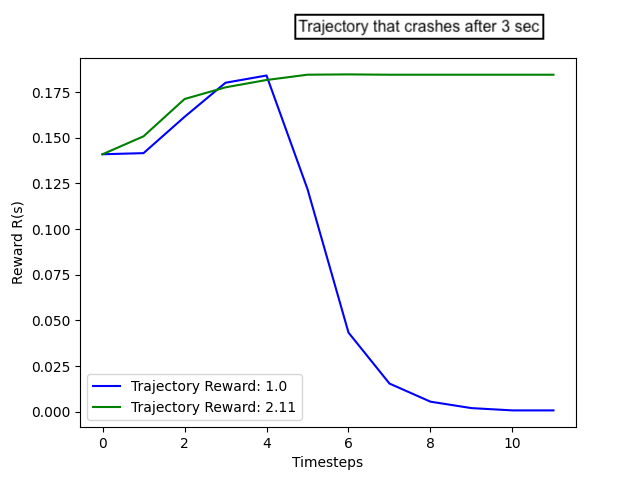 Trajectory that crashes after 3 sec
0.175
0.150
0.125
0.100
0.075
0.050
0.025
0.000
Reward R(s)
Trajectory Reward: 1.0
Trajectory Reward: 2.11
0 2 4 6 8 10
Timesteps